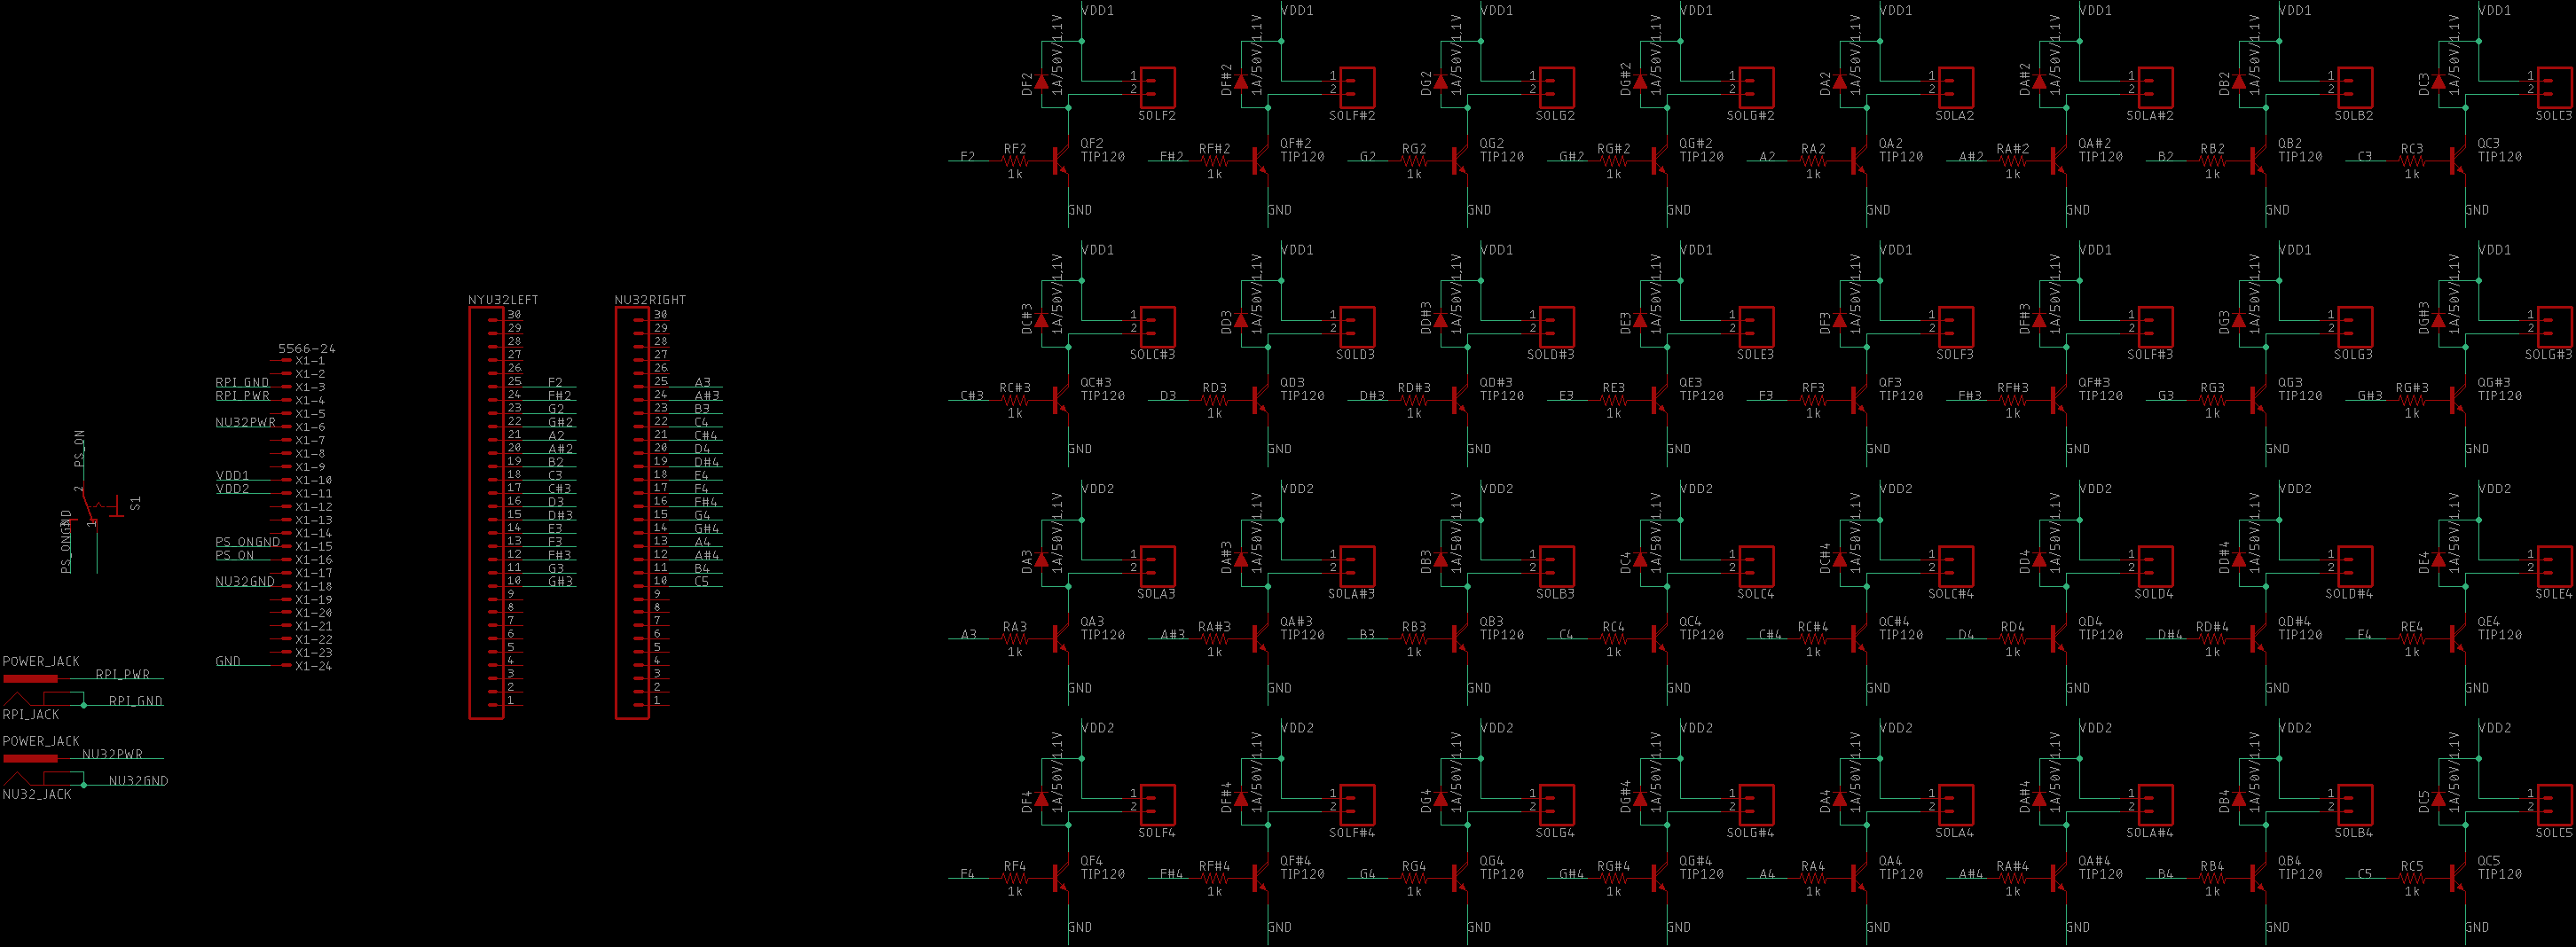 VDD1 VDD1 VDD1 VDD1 VDD1 VDD1 VDD1 VDD1
DF2 1A/50V/1,1V DF#2 1A/50V/1,1V DG2 1A/50V/1,1V DG#2 1A/50V/1,1V DA2 1A/50V/1,1V DA#2 1A/50V/1,1V DB2 1A/50V/1,1V DC3 1A/50V/1,1V
1 1 1 1 1 1 1 1
2 2 2 2 2 2 2 2
SOLF2 SOLF#2 SOLG2 SOLG#2 SOLA2 SOLA#2 SOLB2 SOLC3
RF2 QF2 RF#2 QF#2 RG2 QG2 RG#2 QG#2 RA2 QA2 RA#2 QA#2 RB2 QB2 RC3 QC3
F2 TIP120 F#2 TIP120 G2 TIP120 G#2 TIP120 A2 TIP120 A#2 TIP120 B2 TIP120 C3 TIP120
1k 1k 1k 1k 1k 1k 1k 1k
GND GND GND GND GND GND GND GND
VDD1 VDD1 VDD1 VDD1 VDD1 VDD1 VDD1 VDD1
DC#3 1A/50V/1,1V DD3 1A/50V/1,1V DD#3 1A/50V/1,1V DE3 1A/50V/1,1V DF3 1A/50V/1,1V DF#3 1A/50V/1,1V DG3 1A/50V/1,1V DG#3 1A/50V/1,1V
1 1 1 1 1 1 1 1
2 2 2 2 2 2 2 2
SOLC#3 SOLD3 SOLD#3 SOLE3 SOLF3 SOLF#3 SOLG3 SOLG#3
RC#3 QC#3 RD3 QD3 RD#3 QD#3 RE3 QE3 RF3 QF3 RF#3 QF#3 RG3 QG3 RG#3 QG#3
C#3 TIP120 D3 TIP120 D#3 TIP120 E3 TIP120 F3 TIP120 F#3 TIP120 G3 TIP120 G#3 TIP120
1k 1k 1k 1k 1k 1k 1k 1k
GND GND GND GND GND GND GND GND
VDD2 VDD2 VDD2 VDD2 VDD2 VDD2 VDD2 VDD2
DA3 1A/50V/1,1V DA#3 1A/50V/1,1V DB3 1A/50V/1,1V DC4 1A/50V/1,1V DC#4 1A/50V/1,1V DD4 1A/50V/1,1V DD#4 1A/50V/1,1V DE4 1A/50V/1,1V
1 1 1 1 1 1 1 1
2 2 2 2 2 2 2 2
SOLA3 SOLA#3 SOLB3 SOLC4 SOLC#4 SOLD4 SOLD#4 SOLE4
RA3 QA3 RA#3 QA#3 RB3 QB3 RC4 QC4 RC#4 QC#4 RD4 QD4 RD#4 QD#4 RE4 QE4
A3 TIP120 A#3 TIP120 B3 TIP120 C4 TIP120 C#4 TIP120 D4 TIP120 D#4 TIP120 E4 TIP120
1k 1k 1k 1k 1k 1k 1k 1k
GND GND GND GND GND GND GND GND
VDD2 VDD2 VDD2 VDD2 VDD2 VDD2 VDD2 VDD2
DF4 1A/50V/1,1V DF#4 1A/50V/1,1V DG4 1A/50V/1,1V DG#4 1A/50V/1,1V DA4 1A/50V/1,1V DA#4 1A/50V/1,1V DB4 1A/50V/1,1V DC5 1A/50V/1,1V
1 1 1 1 1 1 1 1
2 2 2 2 2 2 2 2
SOLF4 SOLF#4 SOLG4 SOLG#4 SOLA4 SOLA#4 SOLB4 SOLC5
RF4 QF4 RF#4 QF#4 RG4 QG4 RG#4 QG#4 RA4 QA4 RA#4 QA#4 RB4 QB4 RC5 QC5
F4 TIP120 F#4 TIP120 G4 TIP120 G#4 TIP120 A4 TIP120 A#4 TIP120 B4 TIP120 C5 TIP120
1k 1k 1k 1k 1k 1k 1k 1k
GND GND GND GND GND GND GND GND
NYU32LEFT
30
29
28
27
26
25 F2
24 F#2
23 G2
22 G#2
21 A2
20 A#2
19 B2
18 C3
17 C#3
16 D3
15 D#3
14 E3
13 F3
12 F#3
11 G3
10 G#3
9
8
7
6
5
4
3
2
1
NU32RIGHT
30
29
28
27
26
25 A3
24 A#3
23 B3
22 C4
21 C#4
20 D4
19 D#4
18 E4
17 F4
16 F#4
15 G4
14 G#4
13 A4
12 A#4
11 B4
10 C5
9
8
7
6
5
4
3
2
1
5566-24
X1-1
X1-2
RPI_GND X1-3
RPI_PWR X1-4
X1-5
NU32PWR X1-6
X1-7
X1-8
X1-9
VDD1 X1-10
VDD2 X1-11
X1-12
X1-13
X1-14
PS_ONGND X1-15
PS_ON X1-16
X1-17
NU32GND X1-18
X1-19
X1-20
X1-21
X1-22
X1-23
GND X1-24
PS_ON
2
S1
1
PS_ONGND
POWER_JACK
RPI_PWR
RPI_GND
RPI_JACK
POWER_JACK
NU32PWR
NU32GND
NU32_JACK